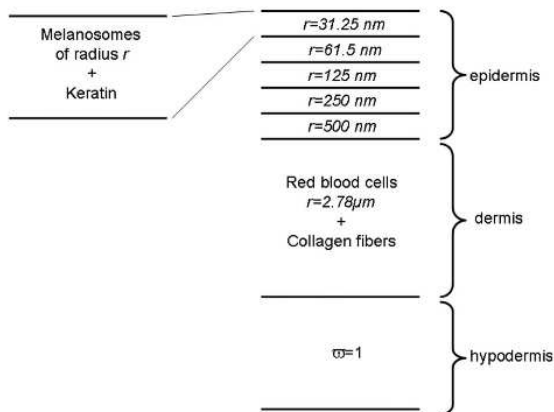 Melanosomes
of radius r
+
Keratin
r=31.25 nm
r=61.5 nm
r=125 nm
r=250 nm
r=500 nm
epidermis
Red blood cells
r=2.78µm
+
Collagen fibers
dermis
ϖ=1
hypodermis